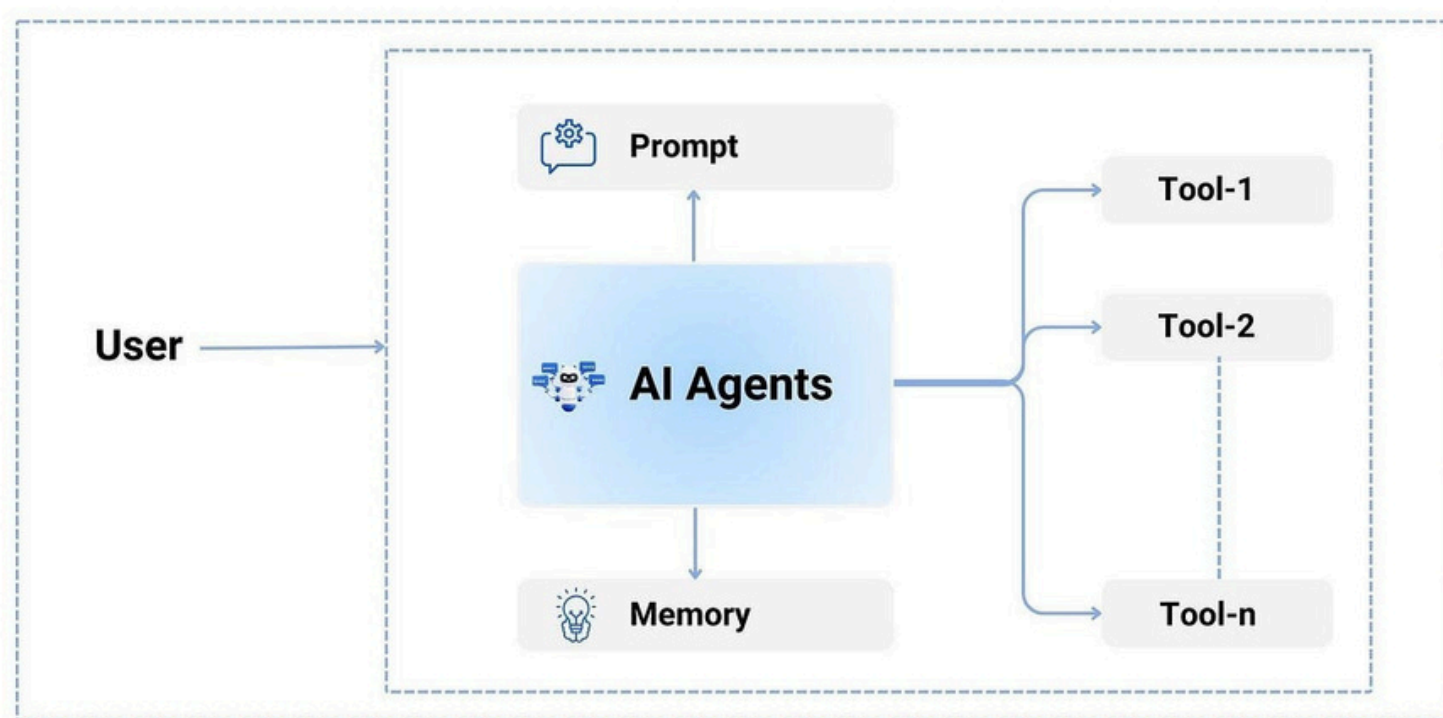 Prompt
Tool-1
Tool-2
User
AI Agents
Memory
Tool-n